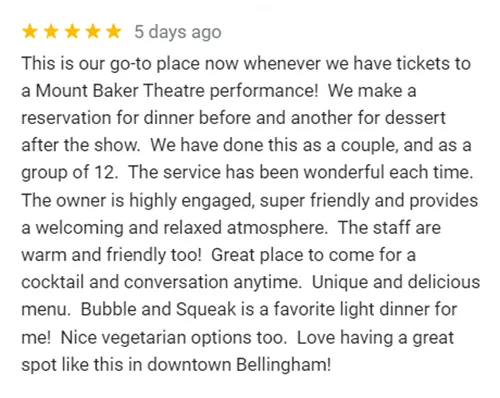 ★★★★★ 5 days ago
This is our go-to place now whenever we have tickets to
a Mount Baker Theatre performance!  We make a
reservation for dinner before and another for dessert
after the show.  We have done this as a couple, and as a
group of 12.  The service has been wonderful each time.
The owner is highly engaged, super friendly and provides
a welcoming and relaxed atmosphere.  The staff are
warm and friendly too!  Great place to come for a
cocktail and conversation anytime.  Unique and delicious
menu.  Bubble and Squeak is a favorite light dinner for
me!  Nice vegetarian options too.  Love having a great
spot like this in downtown Bellingham!